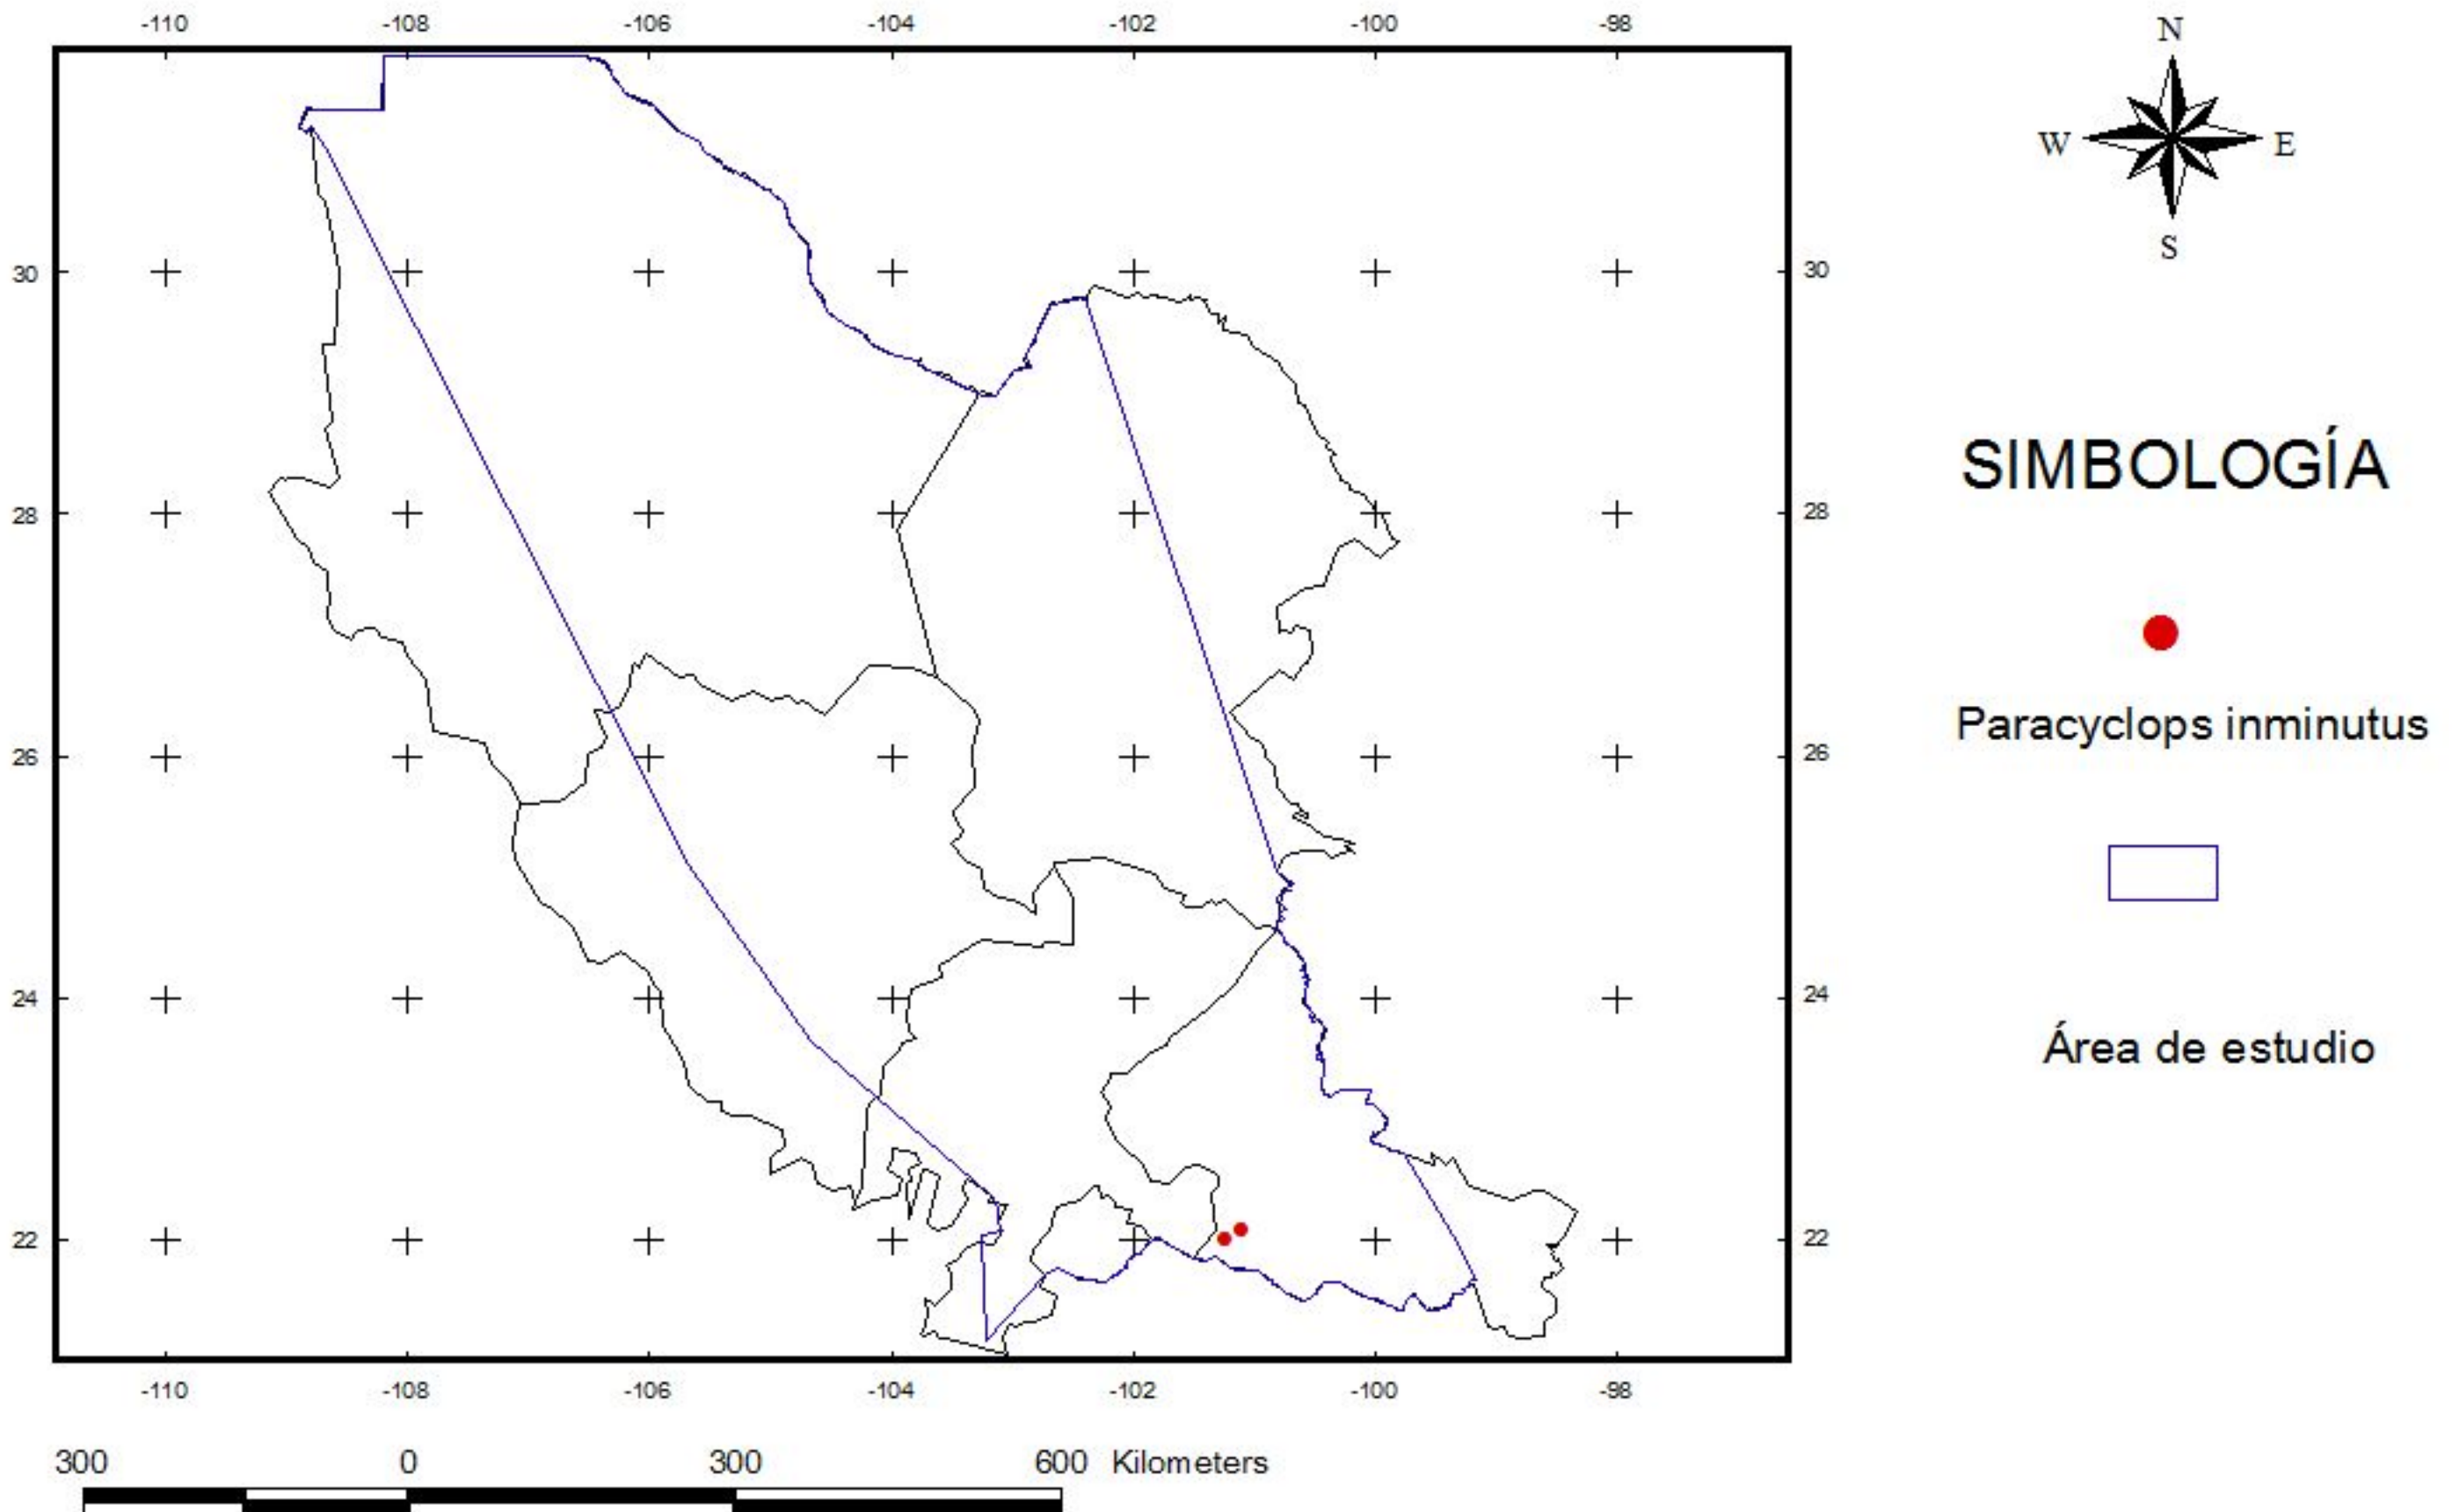 -110 -108 -106 -104 -102 -100 -98
N
W E
S
30 30
SIMBOLOGÍA
28 28
Paracyclops inminutus
26 26
24 24
Área de estudio
22 22
-110 -108 -106 -104 -102 -100 -98
300 0 300 600 Kilometers